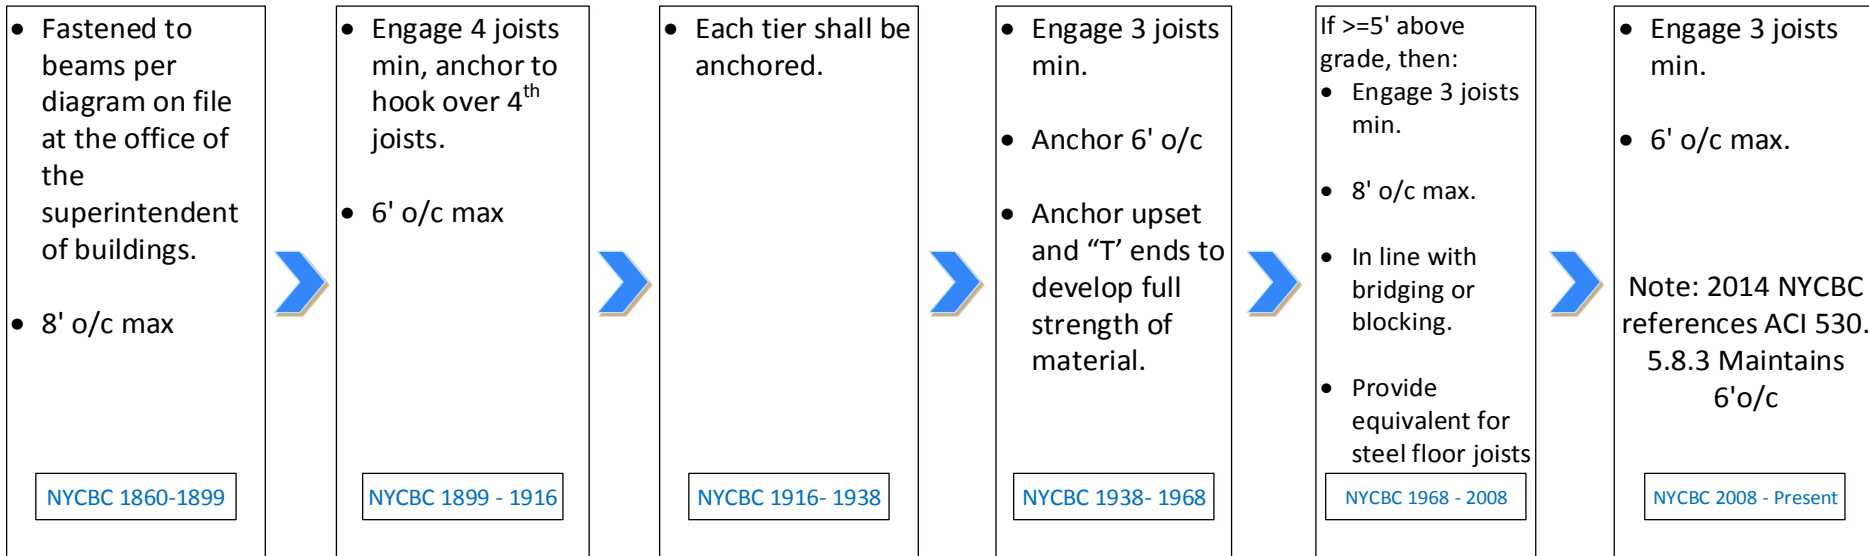 • Fastened to
beams per
diagram on file
at the office of
the
superintendent
of buildings.
• 8' o/c max
NYCBC 1860-1899
• Engage 4 joists
min, anchor to
hook over 4th
joists.
• 6' o/c max
NYCBC 1899 - 1916
• Each tier shall be
anchored.
NYCBC 1916- 1938
• Engage 3 joists
min.
• Anchor 6' o/c
• Anchor upset
and “T’ ends to
develop full
strength of
material.
NYCBC 1938- 1968
If >=5' above
grade, then:
• Engage 3 joists
min.
• 8' o/c max.
• In line with
bridging or
blocking.
• Provide
equivalent for
steel floor joists
NYCBC 1968 - 2008
• Engage 3 joists
min.
• 6' o/c max.
Note: 2014 NYCBC
references ACI 530.
5.8.3 Maintains
6'o/c
NYCBC 2008 - Present